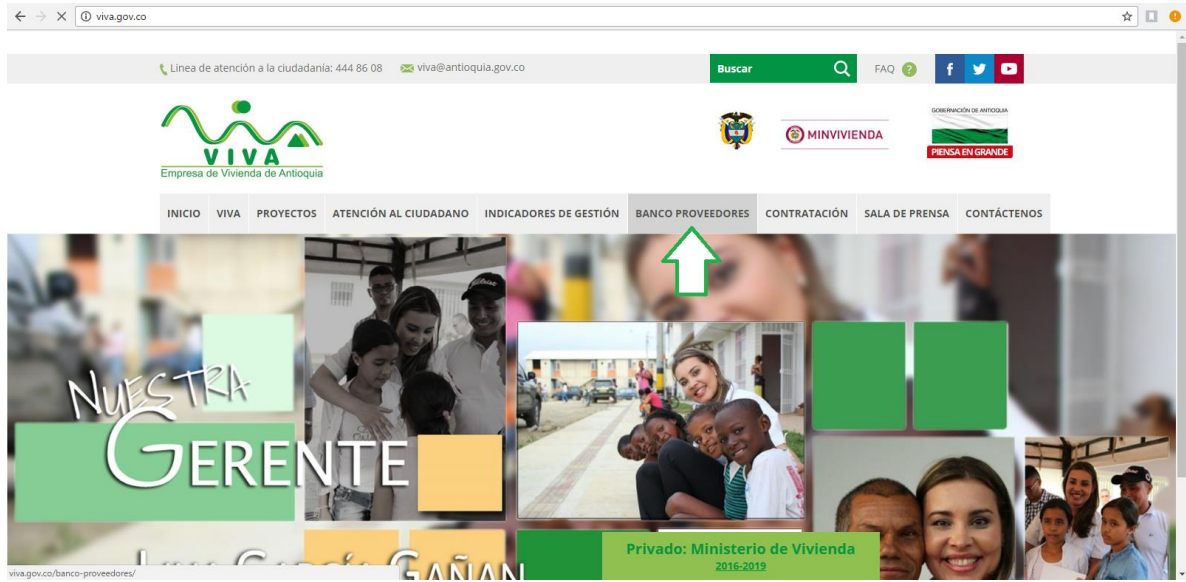 viva.gov.co
Linea de atención a la ciudadanía: 444 86 08 viva@antioquia.gov.co Buscar FAQ ? f
VIVA
Empresa de Vivienda de Antioquia
MINVIVIENDA
GOBERNACIÓN DE ANTIOQUIA
PIENSA EN GRANDE
INICIO VIVA PROYECTOS ATENCIÓN AL CIUDADANO INDICADORES DE GESTIÓN BANCO PROVEEDORES CONTRATACIÓN SALA DE PRENSA CONTÁCTENOS
NUESTRA
GERENTE
GARCÍA GAÑAN
Privado: Ministerio de Vivienda
2016-2019
viva.gov.co/banco-proveedores/